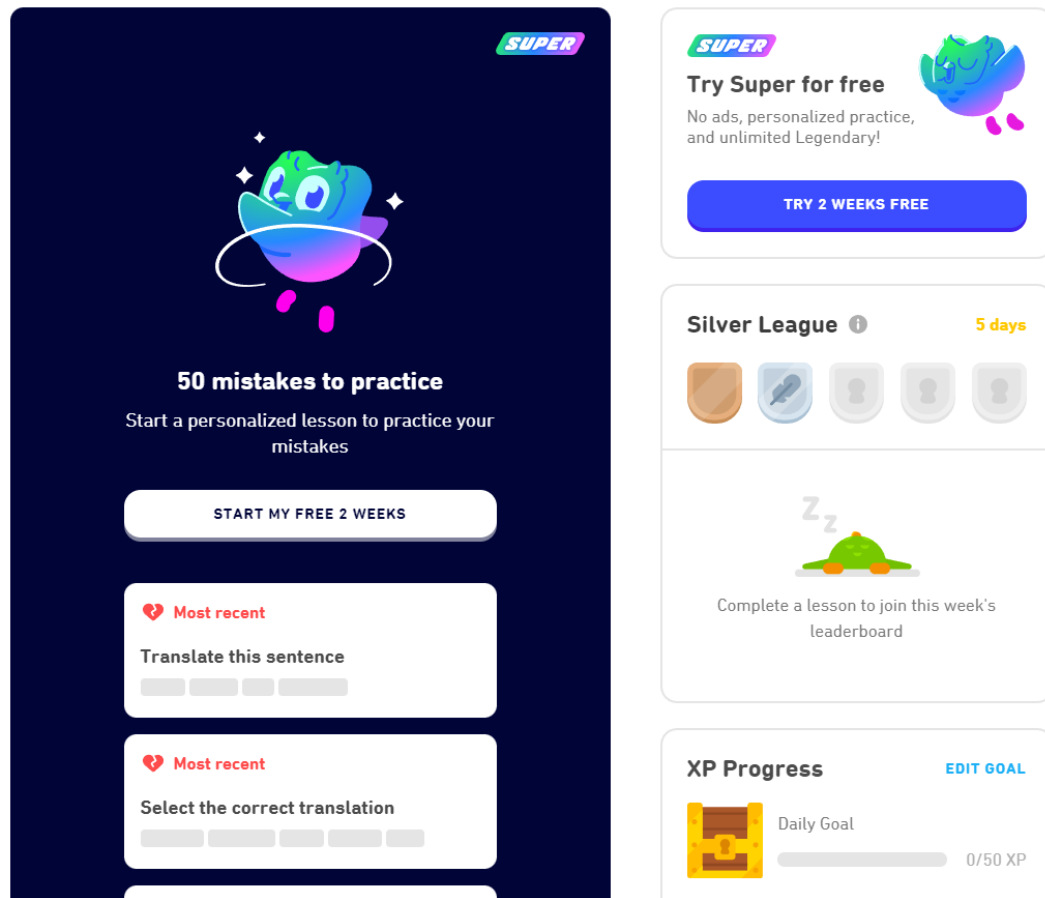 SUPER
50 mistakes to practice
Start a personalized lesson to practice your
mistakes
START MY FREE 2 WEEKS
Most recent
Translate this sentence
Most recent
Select the correct translation
SUPER
Try Super for free
No ads, personalized practice,
and unlimited Legendary!
TRY 2 WEEKS FREE
Silver League
5 days
Z
Z
Complete a lesson to join this week's
leaderboard
XP Progress
EDIT GOAL
Daily Goal
0/50 XP